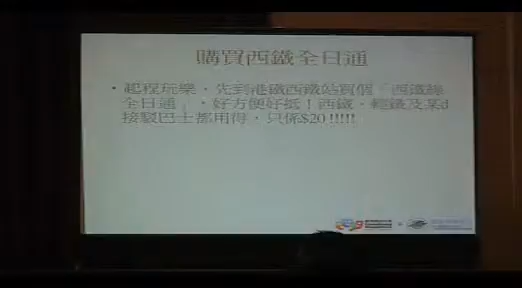 購買西鐵全日通
• 起程玩樂，先到港鐵西鐵站買個「西鐵線
全日通」，好方便好抵！西鐵、輕鐵及某d
接駁巴士都用得，只係$20 !!!!!